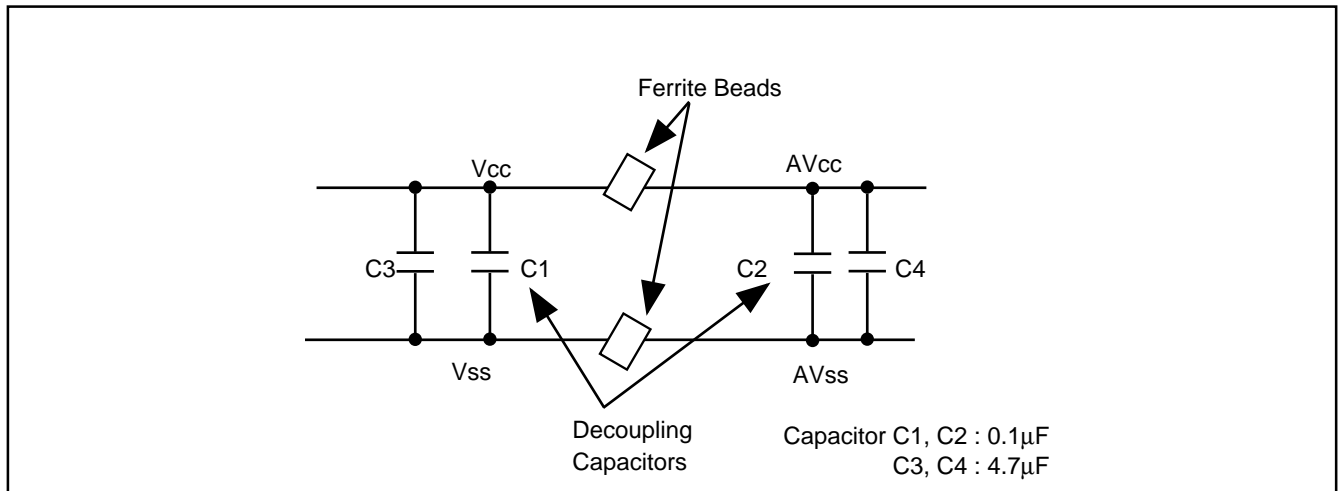 Ferrite Beads
Vcc
AVcc
C3
C1
C2
C4
Vss
AVss
Decoupling
Capacitors
Capacitor C1, C2 : 0.1µF
C3, C4 : 4.7µF